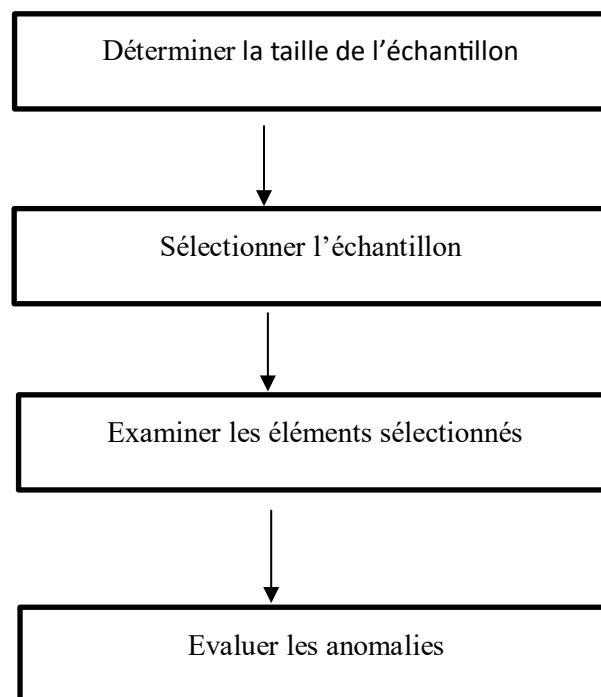 Déterminer la taille de l’échantillon
Sélectionner l’échantillon
Examiner les éléments sélectionnés
Evaluer les anomalies